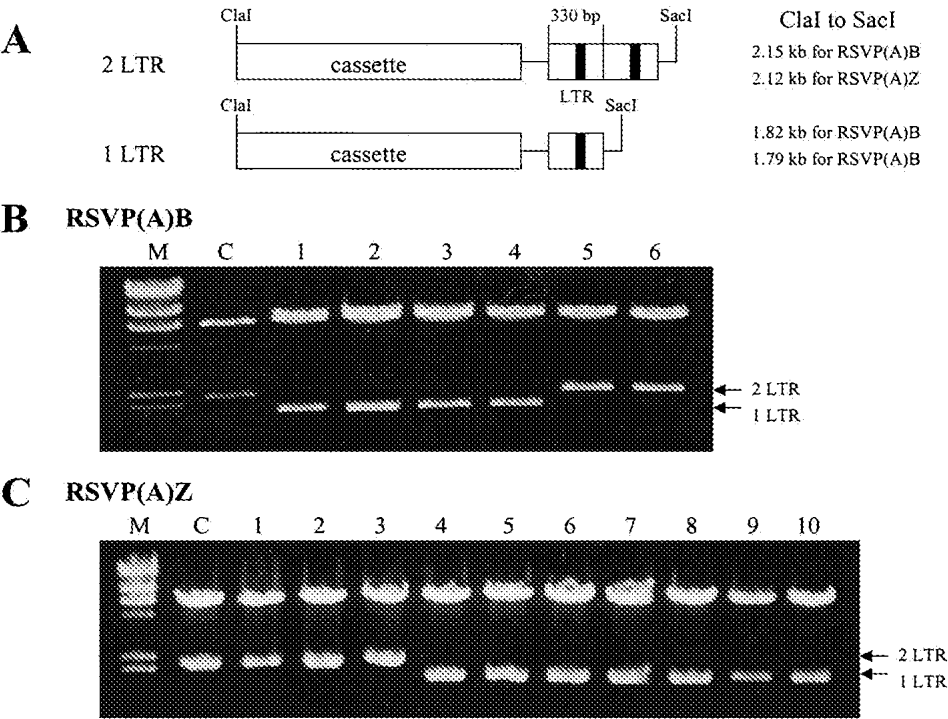 A
ClaI 330 bp SacI ClaI to SacI
2 LTR cassette 2.15 kb for RSVP(A)B
2.12 kb for RSVP(A)Z
LTR
ClaI SacI
1 LTR cassette 1.82 kb for RSVP(A)B
1.79 kb for RSVP(A)B
B RSVP(A)B
M C 1 2 3 4 5 6
2 LTR
1 LTR
C RSVP(A)Z
M C 1 2 3 4 5 6 7 8 9 10
2 LTR
1 LTR